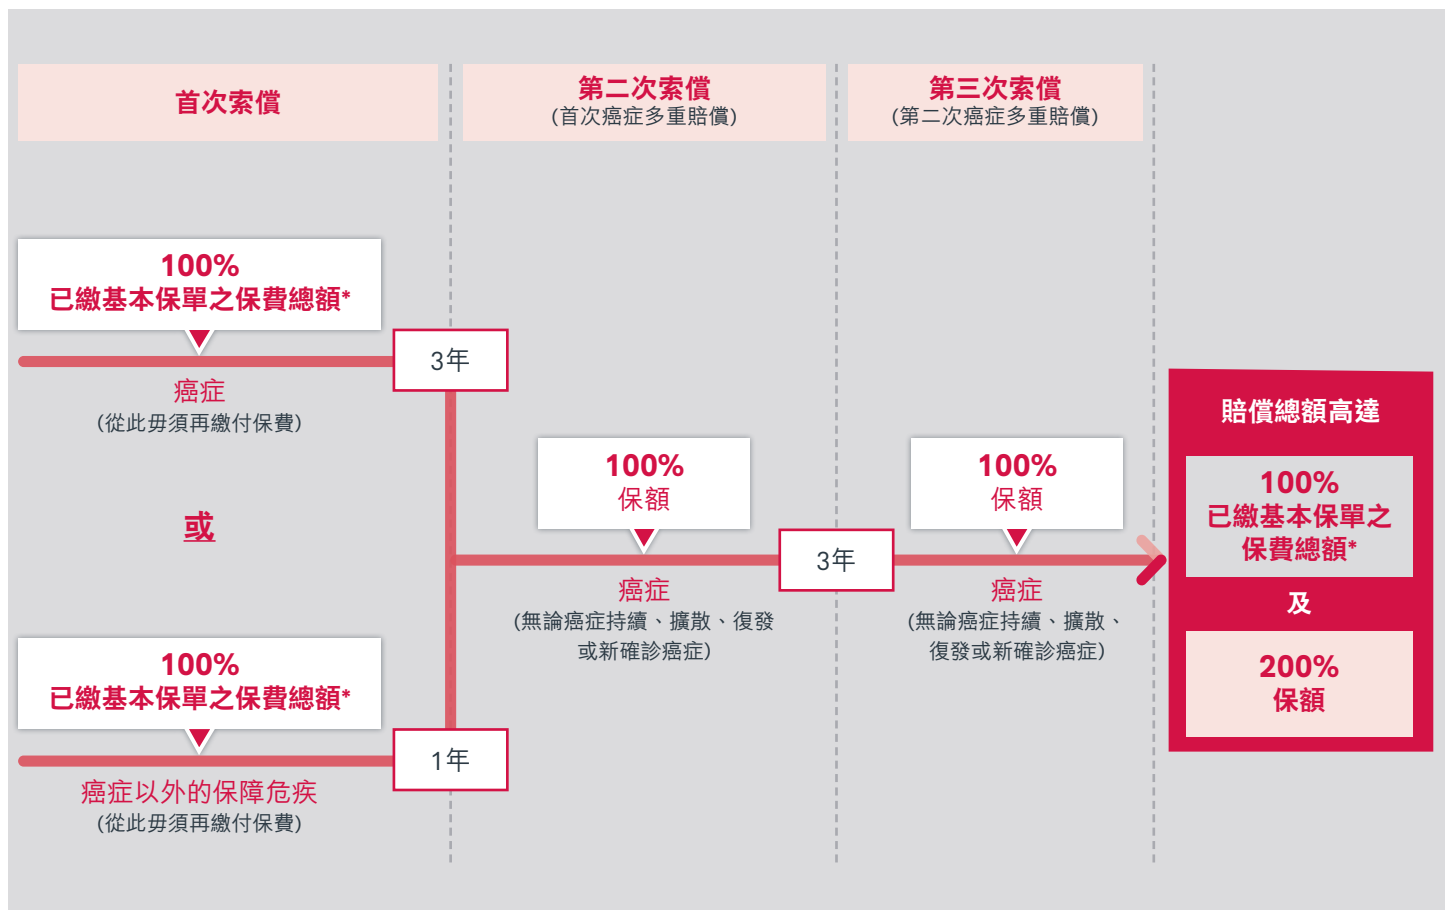 首次索償
第二次索償
(首次癌症多重賠償)
第三次索償
(第二次癌症多重賠償)
100%
已繳基本保單之保費總額*
3年
癌症
(從此毋須再繳付保費)
或
100%
已繳基本保單之保費總額*
1年
癌症以外的保障危疾
(從此毋須再繳付保費)
100%
保額
癌症
(無論癌症持續、擴散、復發
或新確診癌症)
3年
100%
保額
癌症
(無論癌症持續、擴散、
復發或新確診癌症)
賠償總額高達
100%
已繳基本保單之
保費總額*
及
200%
保額